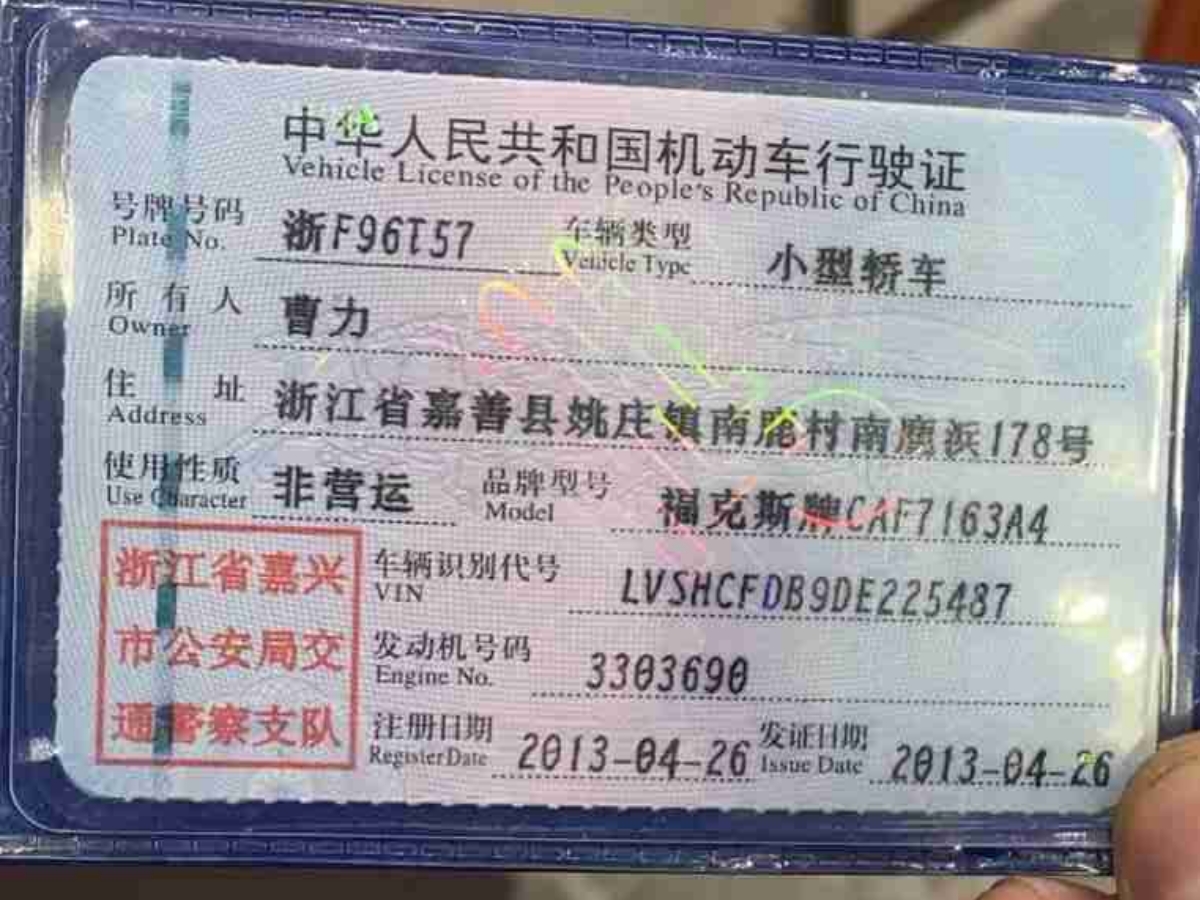 中华人民共和国机动车行驶证
Vehicle License of the People's Republic of China
号牌号码 浙F96T57 车辆类型 小型轿车
Plate No. Vehicle Type
所有人 曹力
Owner
住址 浙江省嘉善县姚庄镇南鹿村南鹰浜178号
Address
使用性质 非营运 品牌型号 福克斯牌CAF7163A4
Use Character Model
浙江省嘉兴
市公安局交
通警察支队
车辆识别代号 LVSHCFDB9DE225487
VIN
发动机号码 3303690
Engine No.
注册日期 2013-04-26 发证日期 2013-04-26
Register Date Issue Date